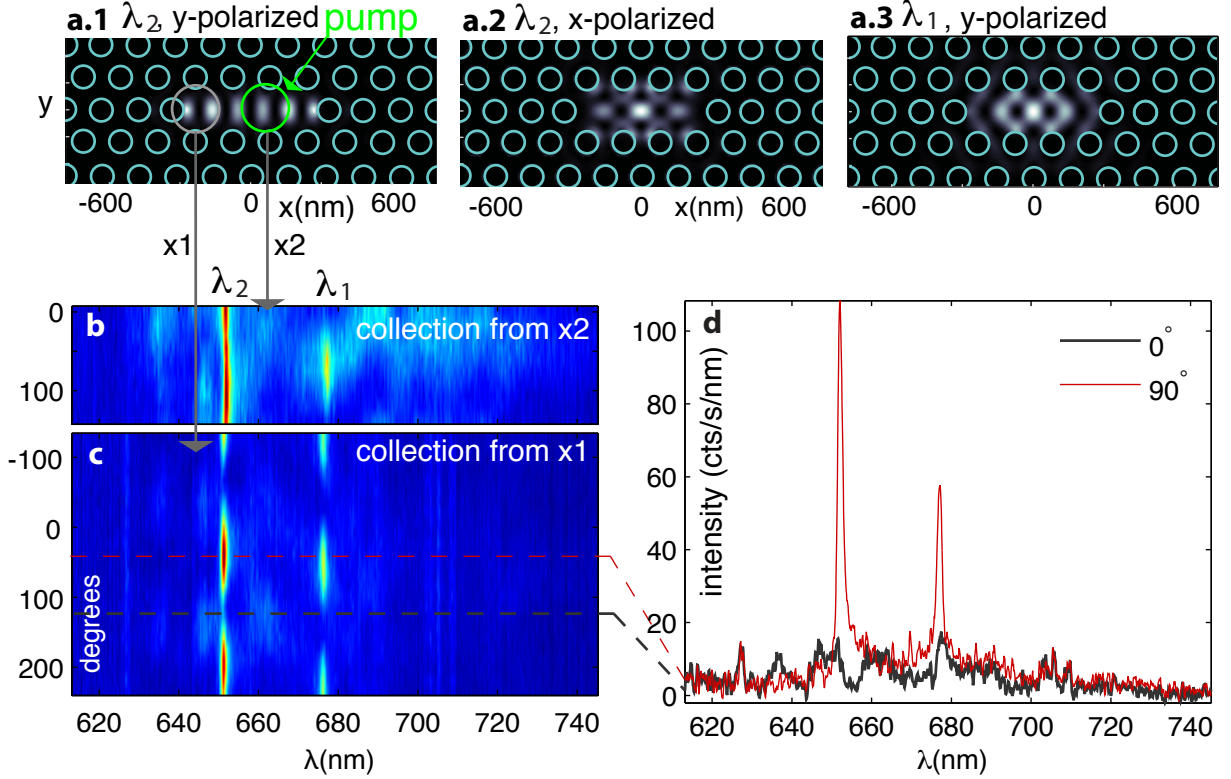 a.1 λ₂, y-polarized pump
a.2 λ₂, x-polarized
a.3 λ₁, y-polarized
y
-600 0 x(nm) 600
-600 0 x(nm) 600
-600 0 600
x1 x2
λ₂ λ₁
b collection from x2
0
100
c collection from x1
-100
0
100
200
degrees
620 640 660 680 700 720 740
λ(nm)
d
0°
90°
intensity (cts/s/nm)
100
80
60
40
20
0
620 640 660 680 700 720 740
λ(nm)